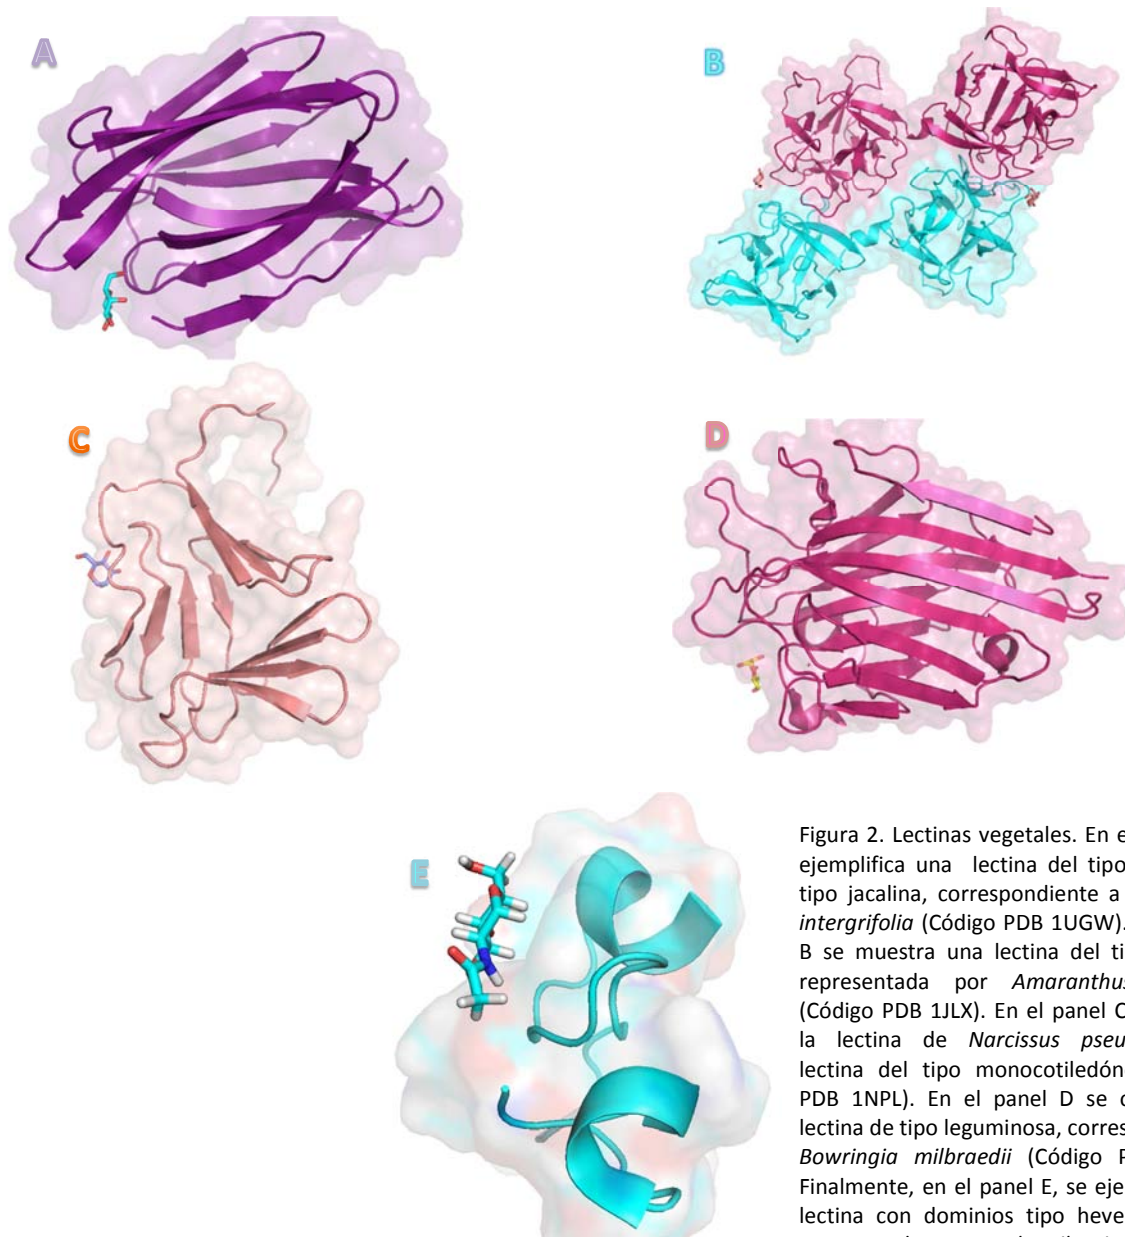 A
B
C
D
E
Figura 2. Lectinas vegetales. En e
ejemplifica una lectina del tipo
tipo jacalina, correspondiente a
intergrifolia (Código PDB 1UGW).
B se muestra una lectina del ti
representada por Amaranthus
(Código PDB 1JLX). En el panel C
la lectina de Narcissus pseu
lectina del tipo monocotiledón
PDB 1NPL). En el panel D se
lectina de tipo leguminosa, corres
Bowringia milbraedii (Código P
Finalmente, en el panel E, se eje
lectina con dominios tipo heve